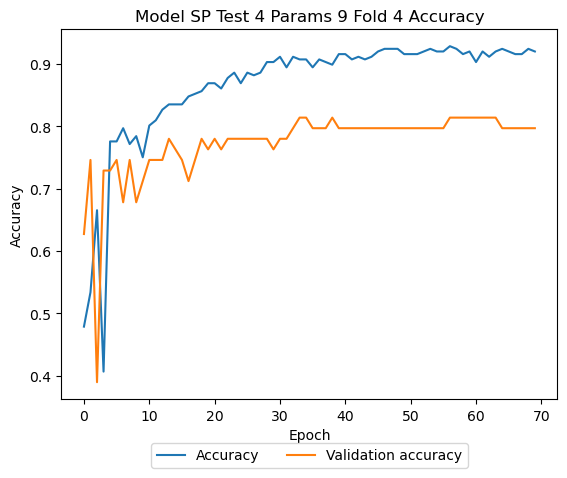 Model SP Test 4 Params 9 Fold 4 Accuracy
Accuracy
0.9
0.8
0.7
0.6
0.5
0.4
0 10 20 30 40 50 60 70
Epoch
Accuracy Validation accuracy